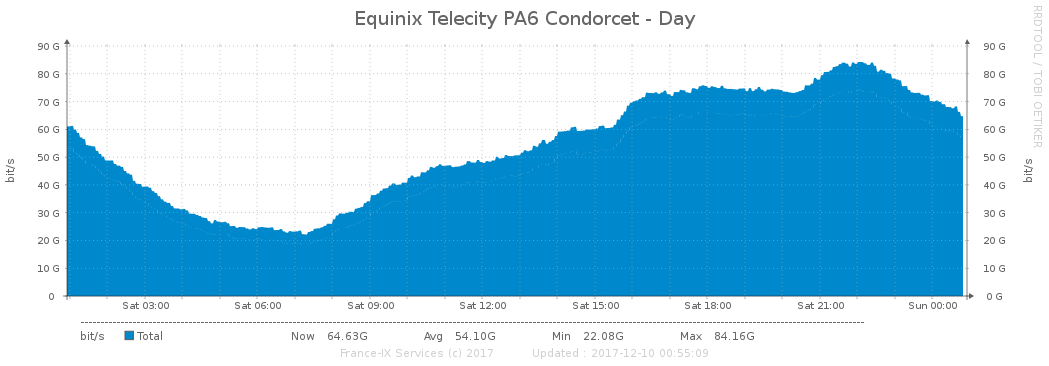 Equinix Telecity PA6 Condorcet - Day
RRDTOOL / TOBI OETIKER
bit/s
90 G
80 G
70 G
60 G
50 G
40 G
30 G
20 G
10 G
0
90 G
80 G
70 G
60 G
50 G
40 G
30 G
20 G
10 G
0 G
bit/s
Sat 03:00 Sat 06:00 Sat 09:00 Sat 12:00 Sat 15:00 Sat 18:00 Sat 21:00 Sun 00:00
bit/s Total Now 64.63G Avg 54.10G Min 22.08G Max 84.16G
France-IX Services (c) 2017 Updated : 2017-12-10 00:55:09